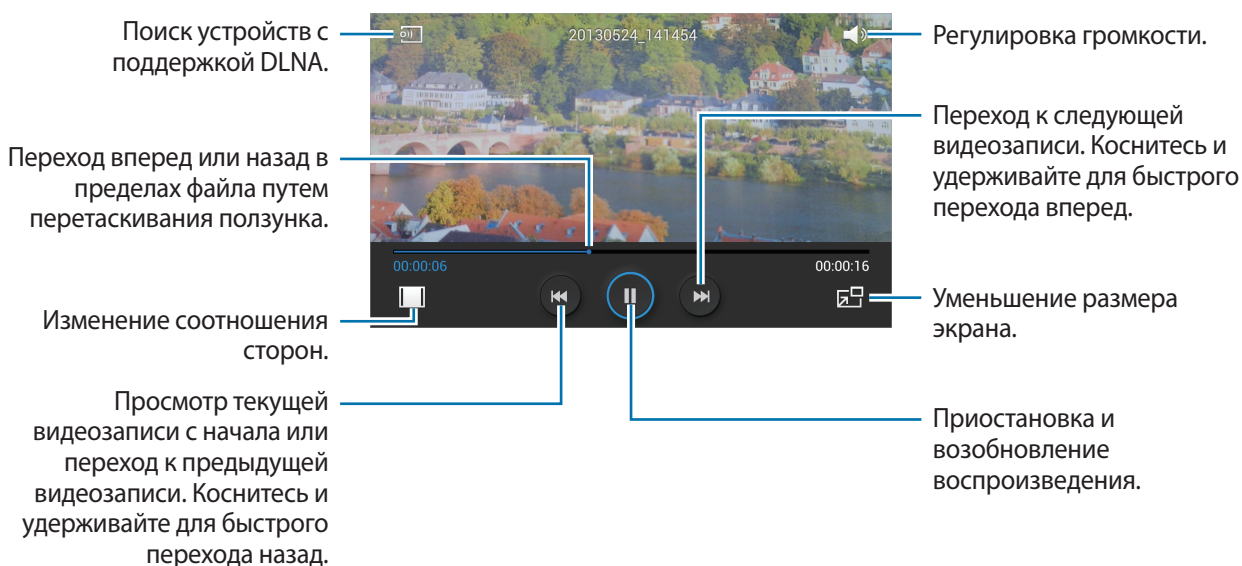 Поиск устройств с
поддержкой DLNA.
Переход вперед или назад в
пределах файла путем
перетаскивания ползунка.
Изменение соотношения
сторон.
Просмотр текущей
видеозаписи с начала или
переход к предыдущей
видеозаписи. Коснитесь и
удерживайте для быстрого
перехода назад.
20130524_141454
00:00:06
00:00:16
Регулировка громкости.
Переход к следующей
видеозаписи. Коснитесь и
удерживайте для быстрого
перехода вперед.
Уменьшение размера
экрана.
Приостановка и
возобновление
воспроизведения.